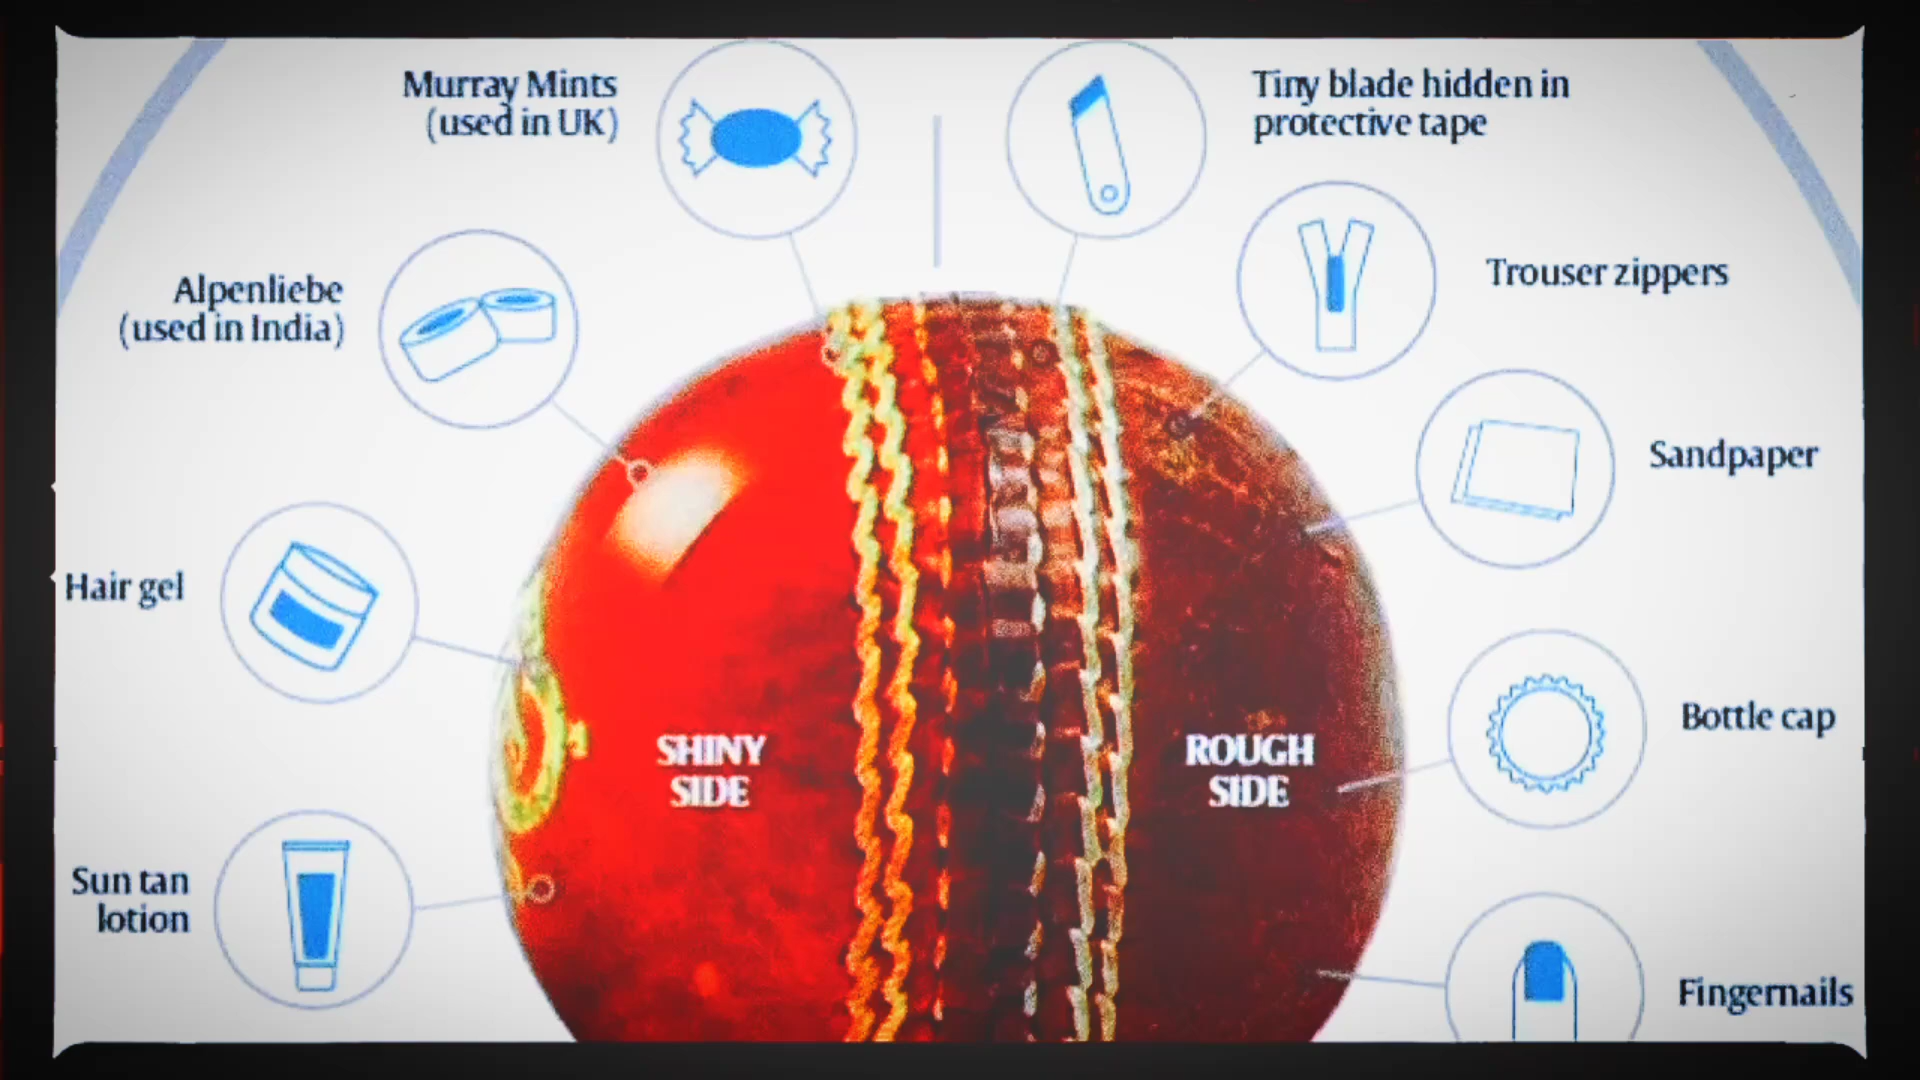 Murray Mints
(used in UK)
Tiny blade hidden in
protective tape
Alpenliebe
(used in India)
Trouser zippers
Sandpaper
Hair gel
Bottle cap
SHINY
SIDE
ROUGH
SIDE
Sun tan
lotion
Fingernails